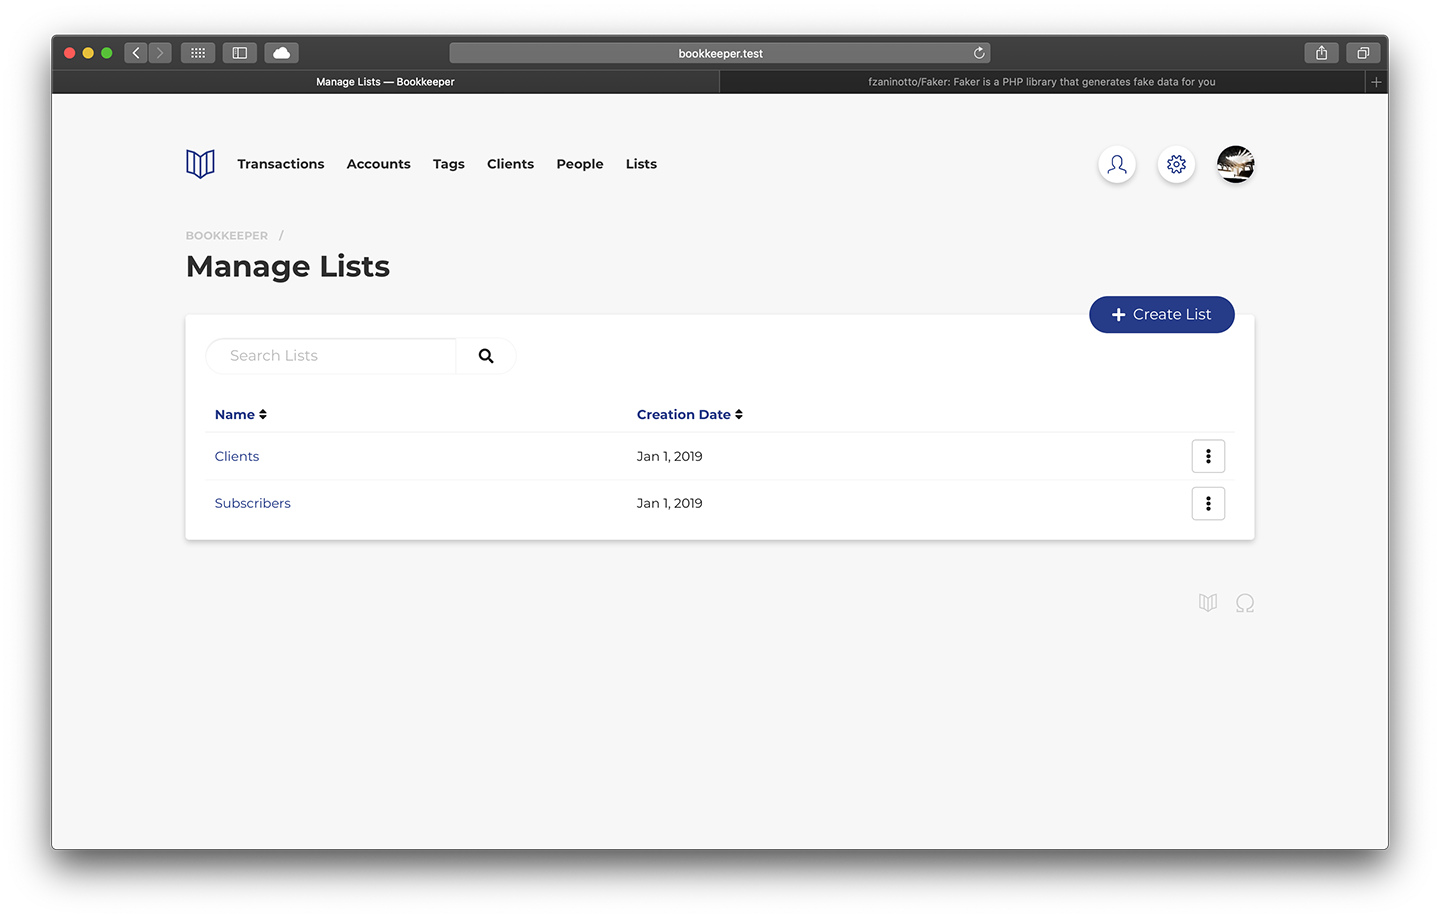 bookkeeper.test
Manage Lists — Bookkeeper
fzaninotto/Faker: Faker is a PHP library that generates fake data for you
Transactions Accounts Tags Clients People Lists
BOOKKEEPER /
Manage Lists
Create List
Search Lists
Name Creation Date
Clients Jan 1, 2019
Subscribers Jan 1, 2019